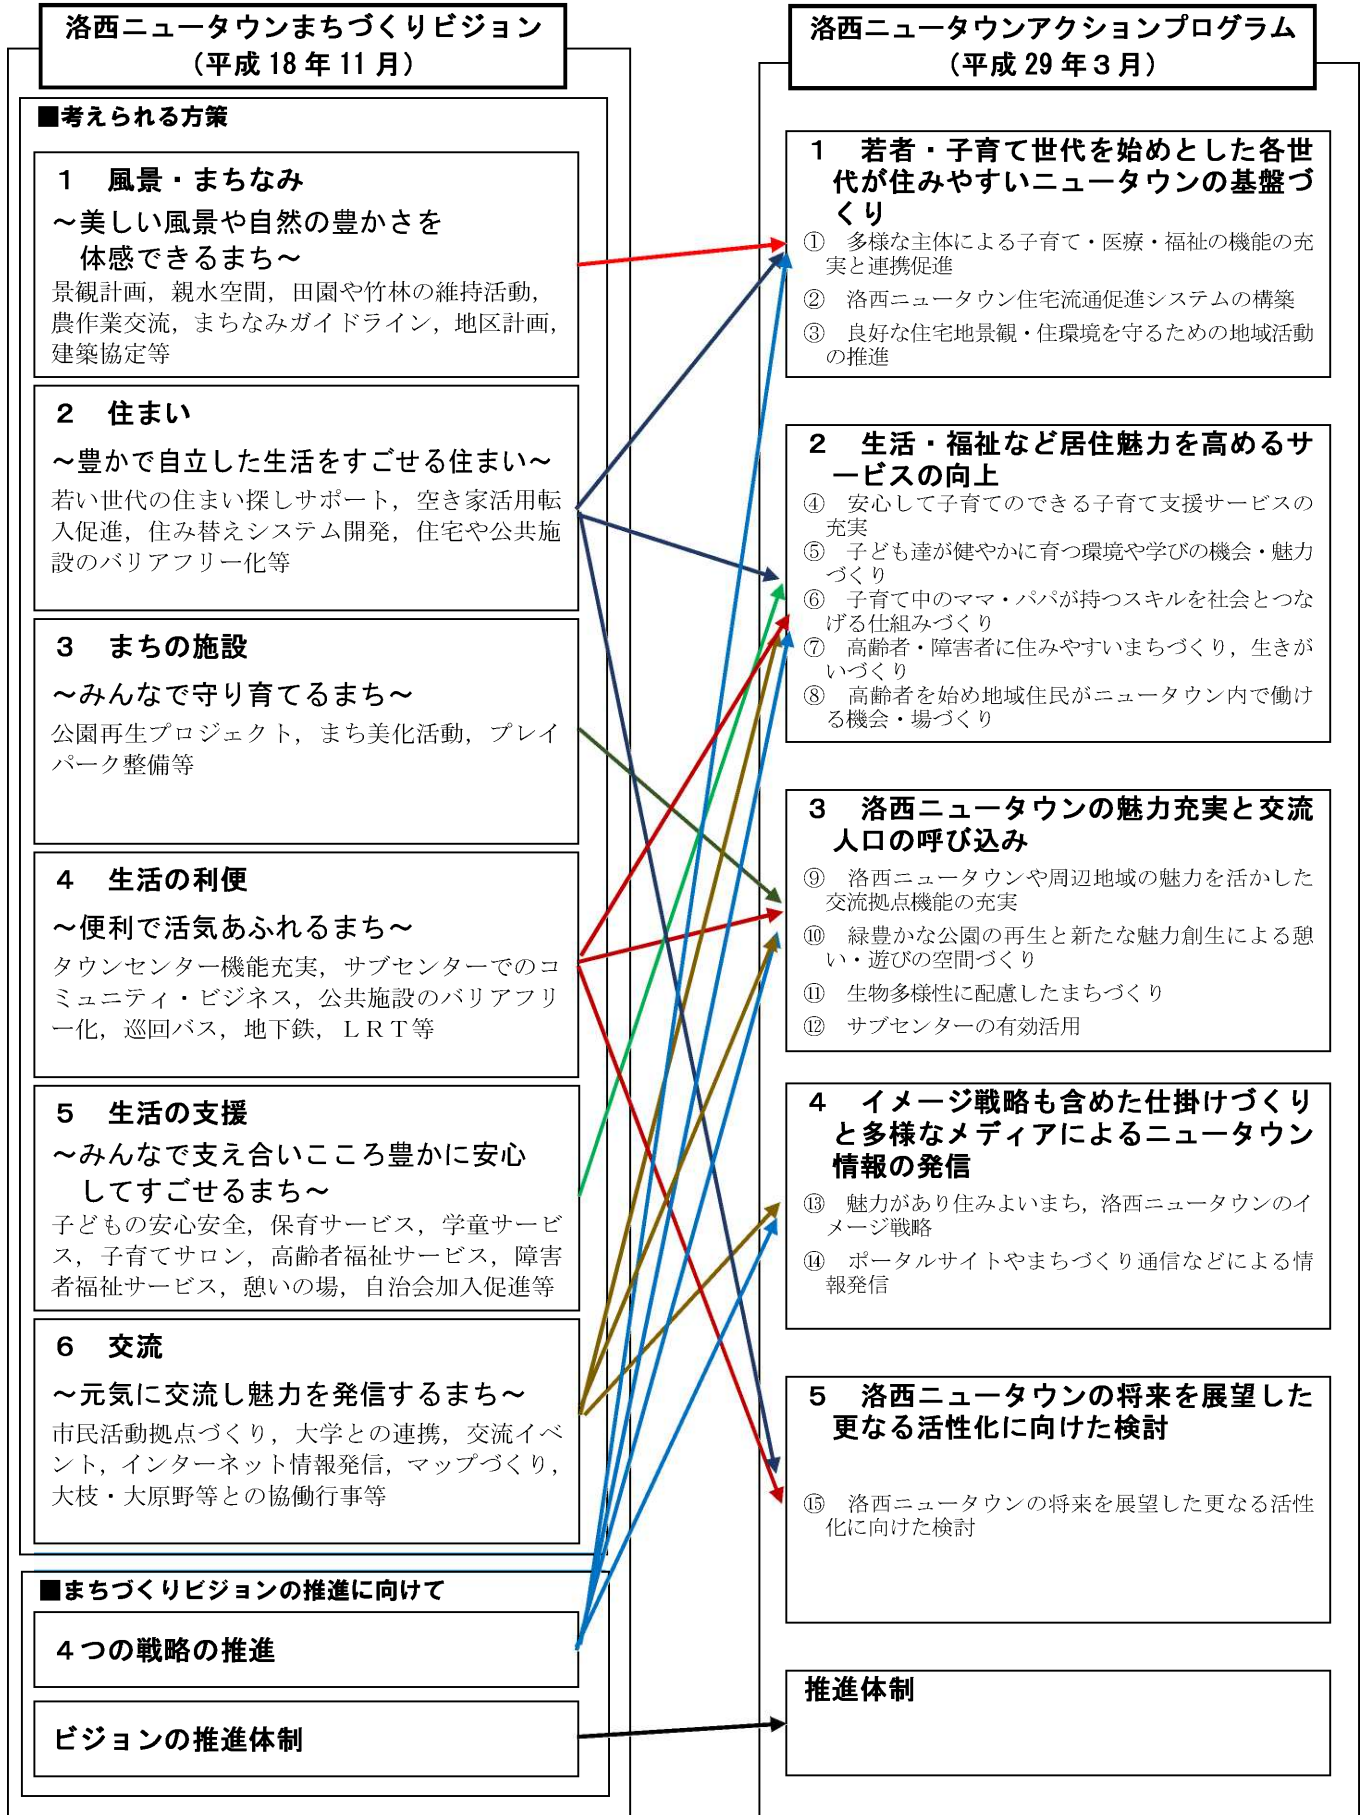 洛西ニュータウンまちづくりビジョン
（平成 18 年 11 月）
■考えられる方策
１　風景・まちなみ
～美しい風景や自然の豊かさを
体感できるまち～
景観計画，親水空間，田園や竹林の維持活動，
農作業交流，まちなみガイドライン，地区計画，
建築協定等
２　住まい
～豊かで自立した生活をすごせる住まい～
若い世代の住まい探しサポート，空き家活用転
入促進，住み替えシステム開発，住宅や公共施
設のバリアフリー化等
３　まちの施設
～みんなで守り育てるまち～
公園再生プロジェクト，まち美化活動，プレイ
パーク整備等
４　生活の利便
～便利で活気あふれるまち～
タウンセンター機能充実，サブセンターでのコ
ミュニティ・ビジネス，公共施設のバリアフリ
ー化，巡回バス，地下鉄，ＬＲＴ等
５　生活の支援
～みんなで支え合いこころ豊かに安心
してすごせるまち～
子どもの安心安全，保育サービス，学童サービ
ス，子育てサロン，高齢者福祉サービス，障害
者福祉サービス，憩いの場，自治会加入促進等
６　交流
～元気に交流し魅力を発信するまち～
市民活動拠点づくり，大学との連携，交流イベ
ント，インターネット情報発信，マップづくり，
大枝・大原野等との協働行事等
■まちづくりビジョンの推進に向けて
４つの戦略の推進
ビジョンの推進体制
洛西ニュータウンアクションプログラム
（平成 29 年３月）
１　若者・子育て世代を始めとした各世
代が住みやすいニュータウンの基盤づ
くり
①　多様な主体による子育て・医療・福祉の機能の充
実と連携促進
②　洛西ニュータウン住宅流通促進システムの構築
③　良好な住宅地景観・住環境を守るための地域活動
の推進
２　生活・福祉など居住魅力を高めるサ
ービスの向上
④　安心して子育てのできる子育て支援サービスの
充実
⑤　子ども達が健やかに育つ環境や学びの機会・魅力
づくり
⑥　子育て中のママ・パパが持つスキルを社会とつな
げる仕組みづくり
⑦　高齢者・障害者に住みやすいまちづくり，生きが
いづくり
⑧　高齢者を始め地域住民がニュータウン内で働け
る機会・場づくり
３　洛西ニュータウンの魅力充実と交流
人口の呼び込み
⑨　洛西ニュータウンや周辺地域の魅力を活かした
交流拠点機能の充実
⑩　緑豊かな公園の再生と新たな魅力創生による憩
い・遊びの空間づくり
⑪　生物多様性に配慮したまちづくり
⑫　サブセンターの有効活用
４　イメージ戦略も含めた仕掛けづくり
と多様なメディアによるニュータウン
情報の発信
⑬　魅力があり住みよいまち，洛西ニュータウンのイ
メージ戦略
⑭　ポータルサイトやまちづくり通信などによる情
報発信
５　洛西ニュータウンの将来を展望した
更なる活性化に向けた検討
⑮　洛西ニュータウンの将来を展望した更なる活性
化に向けた検討
推進体制